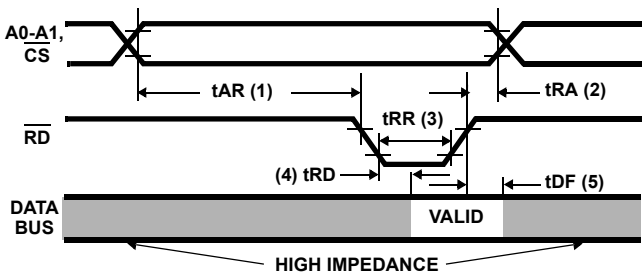 A0-A1,
CS
tAR (1)
tRA (2)
RD
tRR (3)
(4) tRD
tDF (5)
DATA
BUS
VALID
HIGH IMPEDANCE